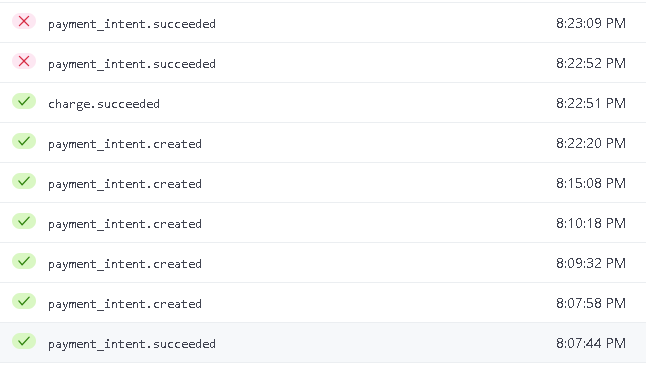 payment_intent.succeeded 8:23:09 PM
payment_intent.succeeded 8:22:52 PM
charge.succeeded 8:22:51 PM
payment_intent.created 8:22:20 PM
payment_intent.created 8:15:08 PM
payment_intent.created 8:10:18 PM
payment_intent.created 8:09:32 PM
payment_intent.created 8:07:58 PM
payment_intent.succeeded 8:07:44 PM